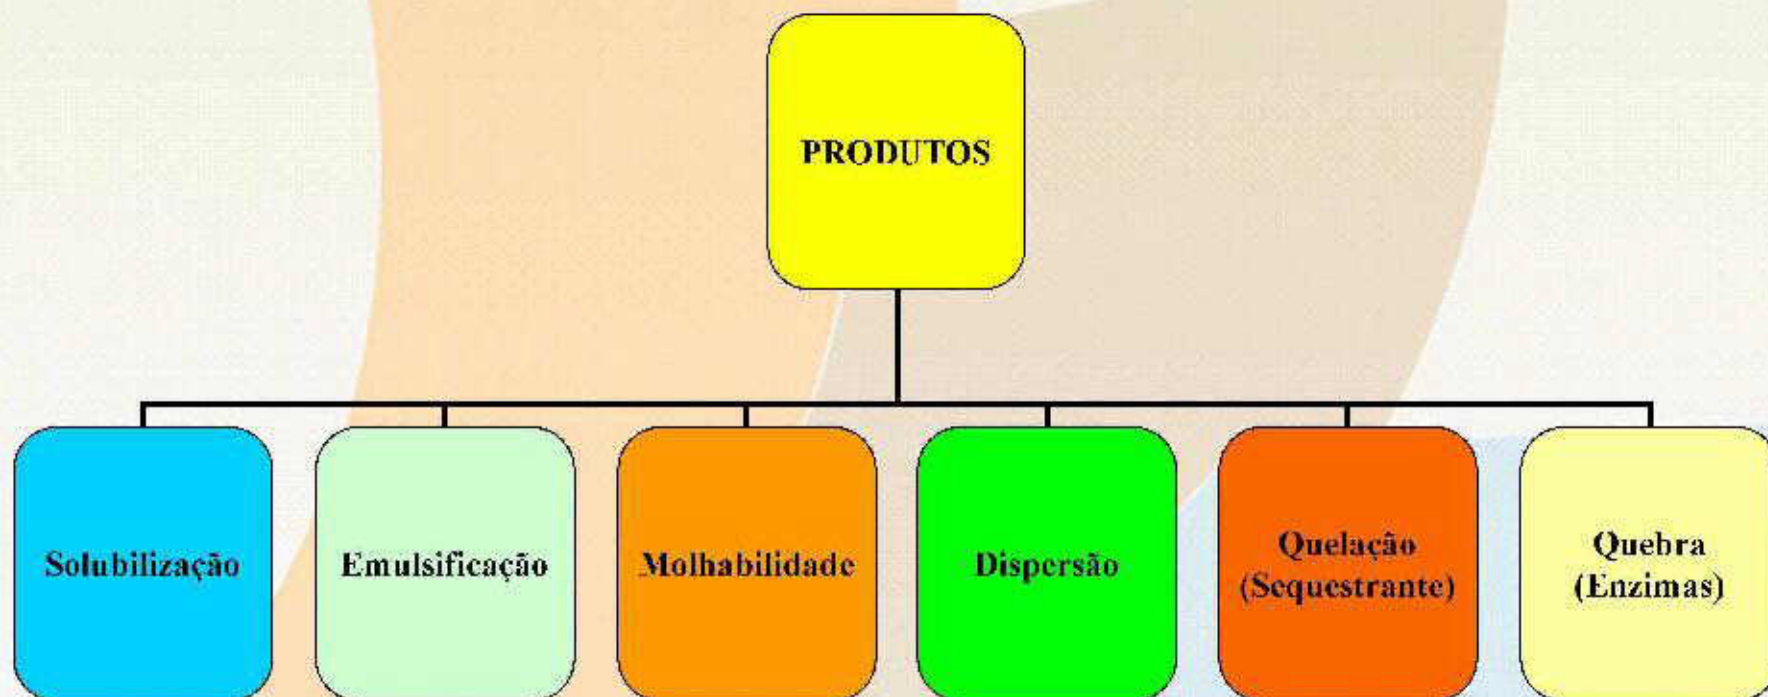 PRODUTOS
Solubilização
Emulsificação
Molhabilidade
Dispersão
Quelação
(Sequestrante)
Quebra
(Enzimas)